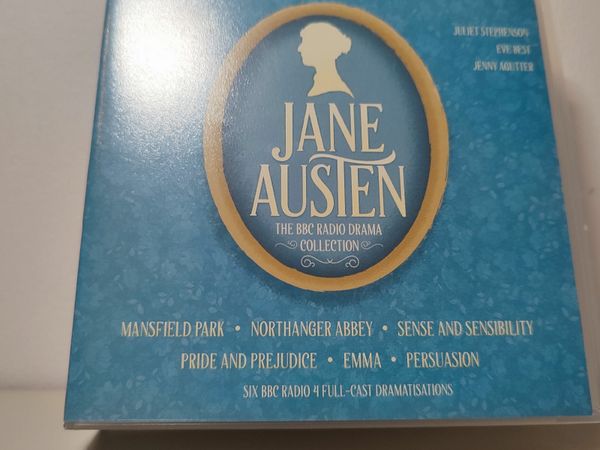 JULIET STEPHENSON
EVE BEST
JENNY AGUTTER
JANE
AUSTEN
THE BBC RADIO DRAMA
COLLECTION
MANSFIELD PARK • NORTHANGER ABBEY • SENSE AND SENSIBILITY
PRIDE AND PREJUDICE • EMMA • PERSUASION
SIX BBC RADIO 4 FULL-CAST DRAMATISATIONS